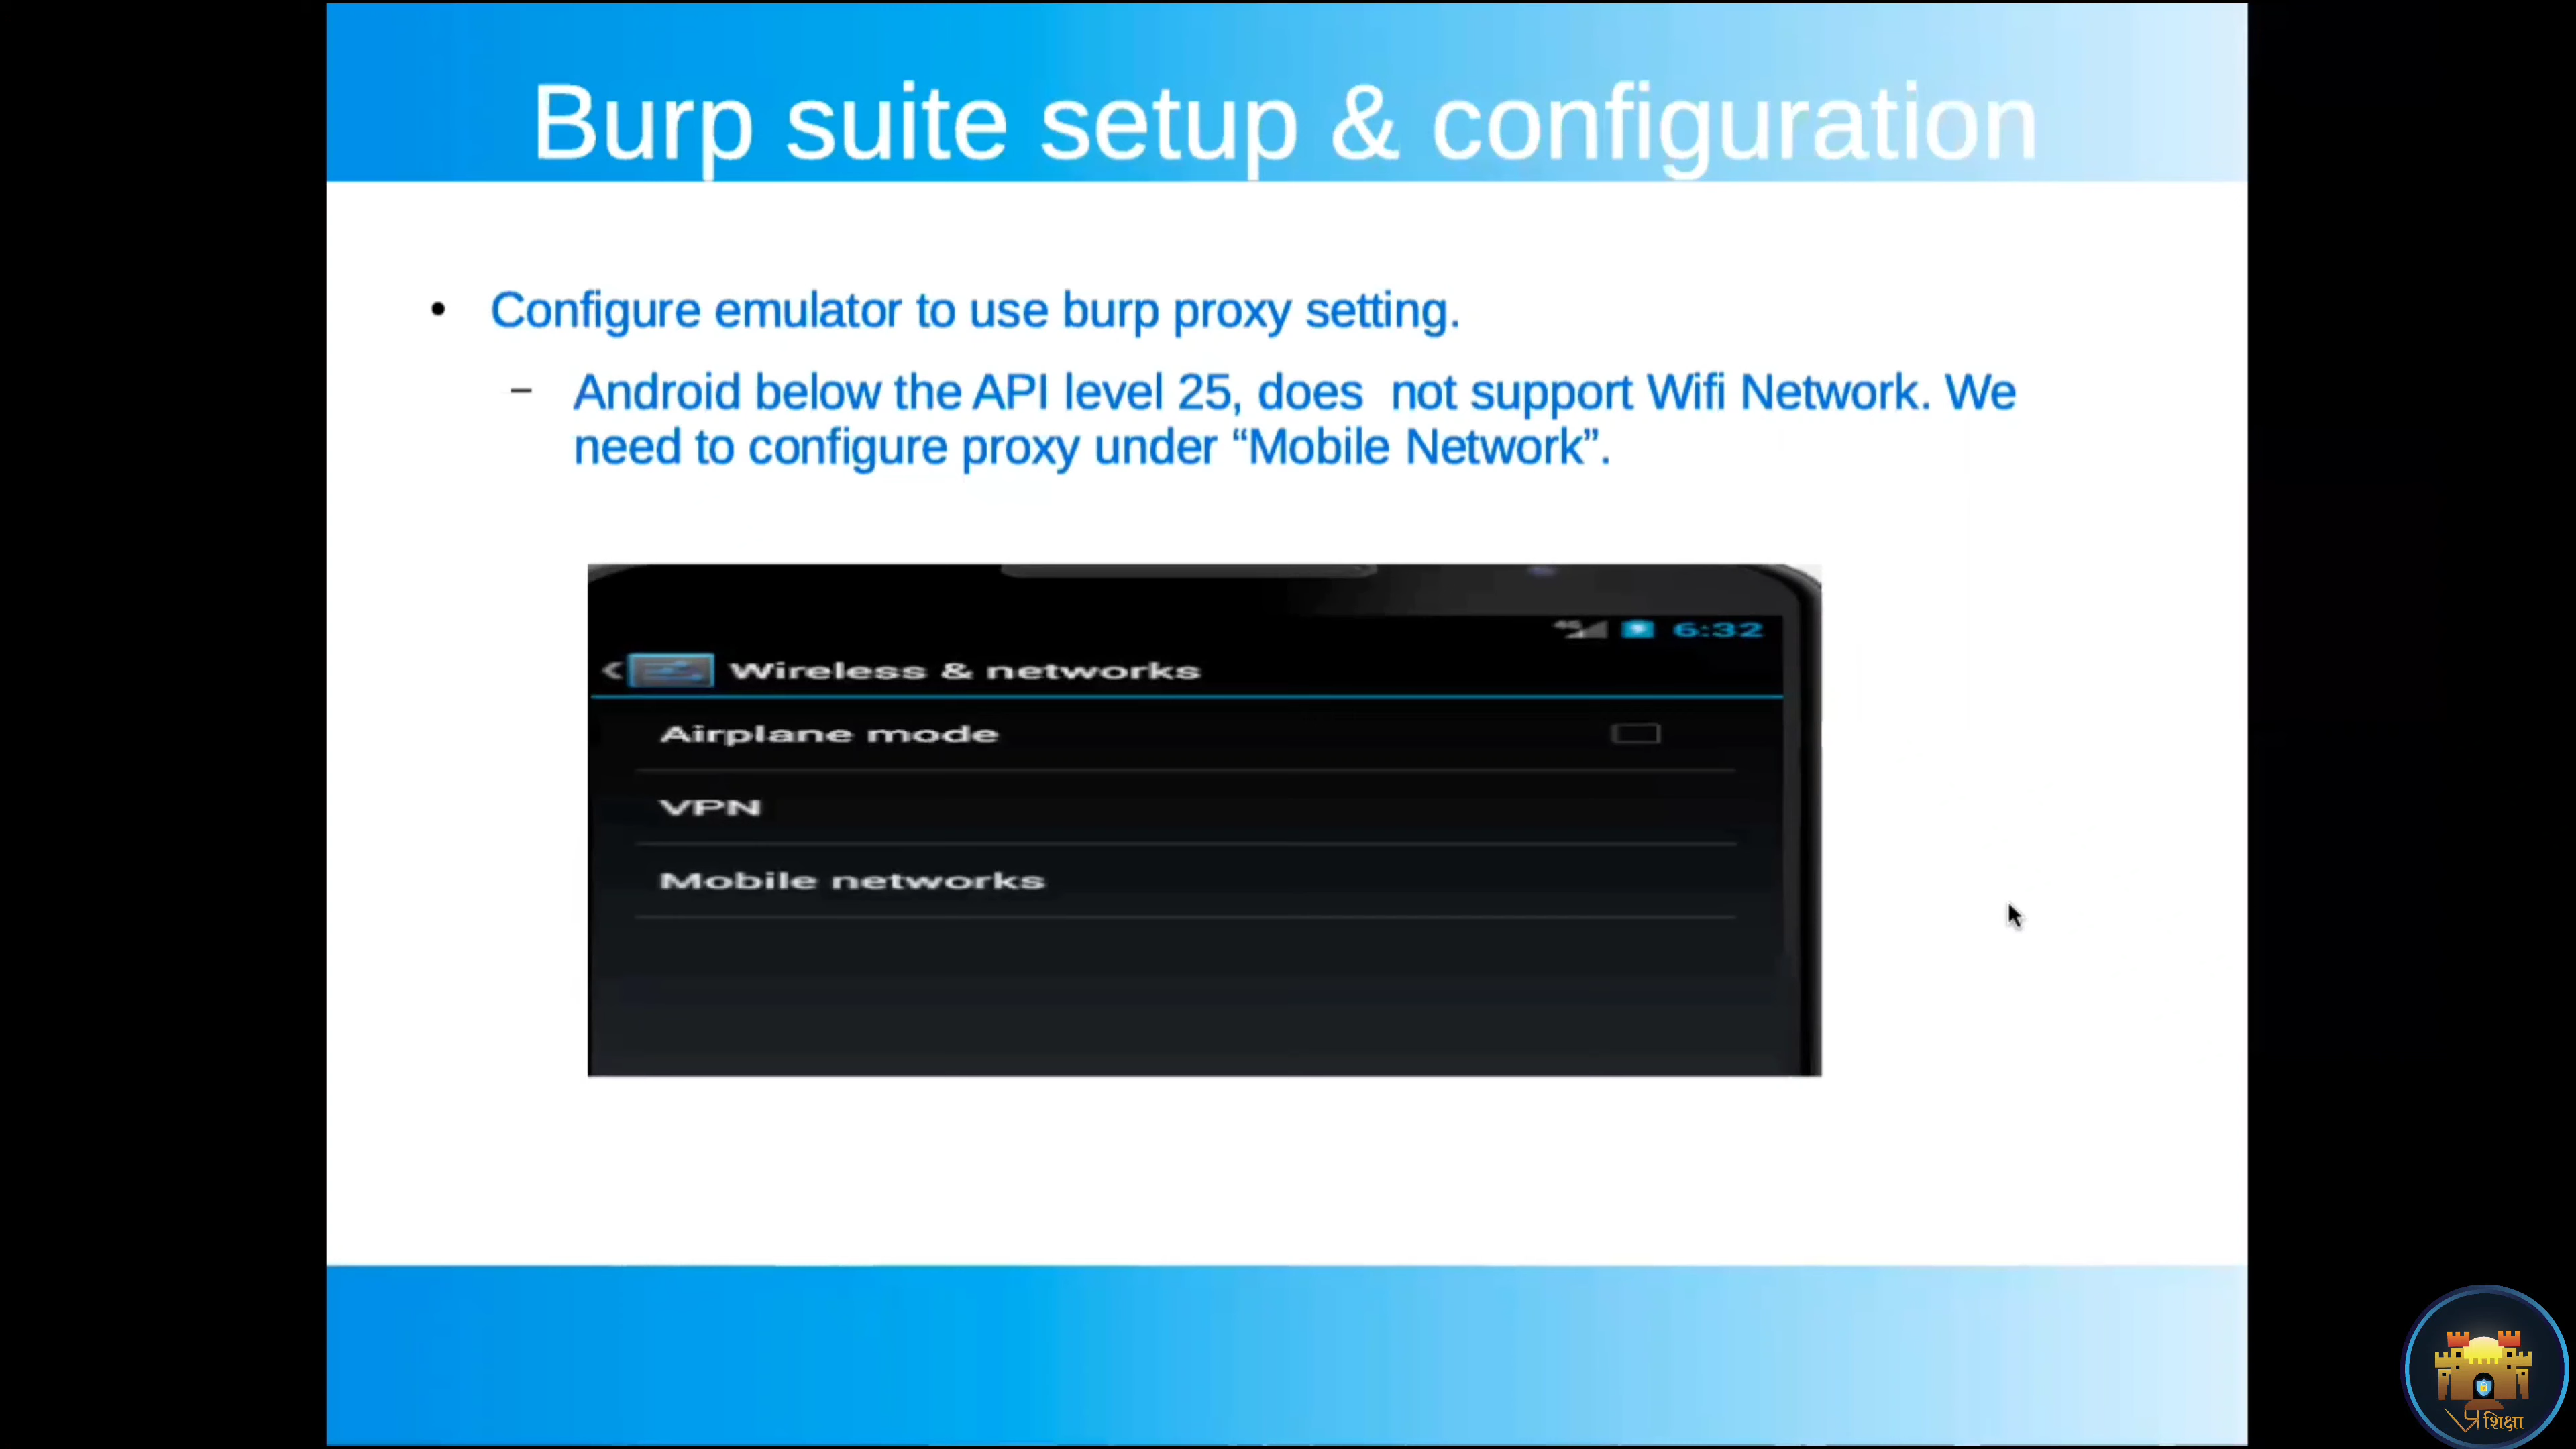 Burp suite setup & configuration
• Configure emulator to use burp proxy setting.
– Android below the API level 25, does not support Wifi Network. We
need to configure proxy under “Mobile Network”.
4G 6:32
Wireless & networks
Airplane mode
VPN
Mobile networks
प्रशिक्षा